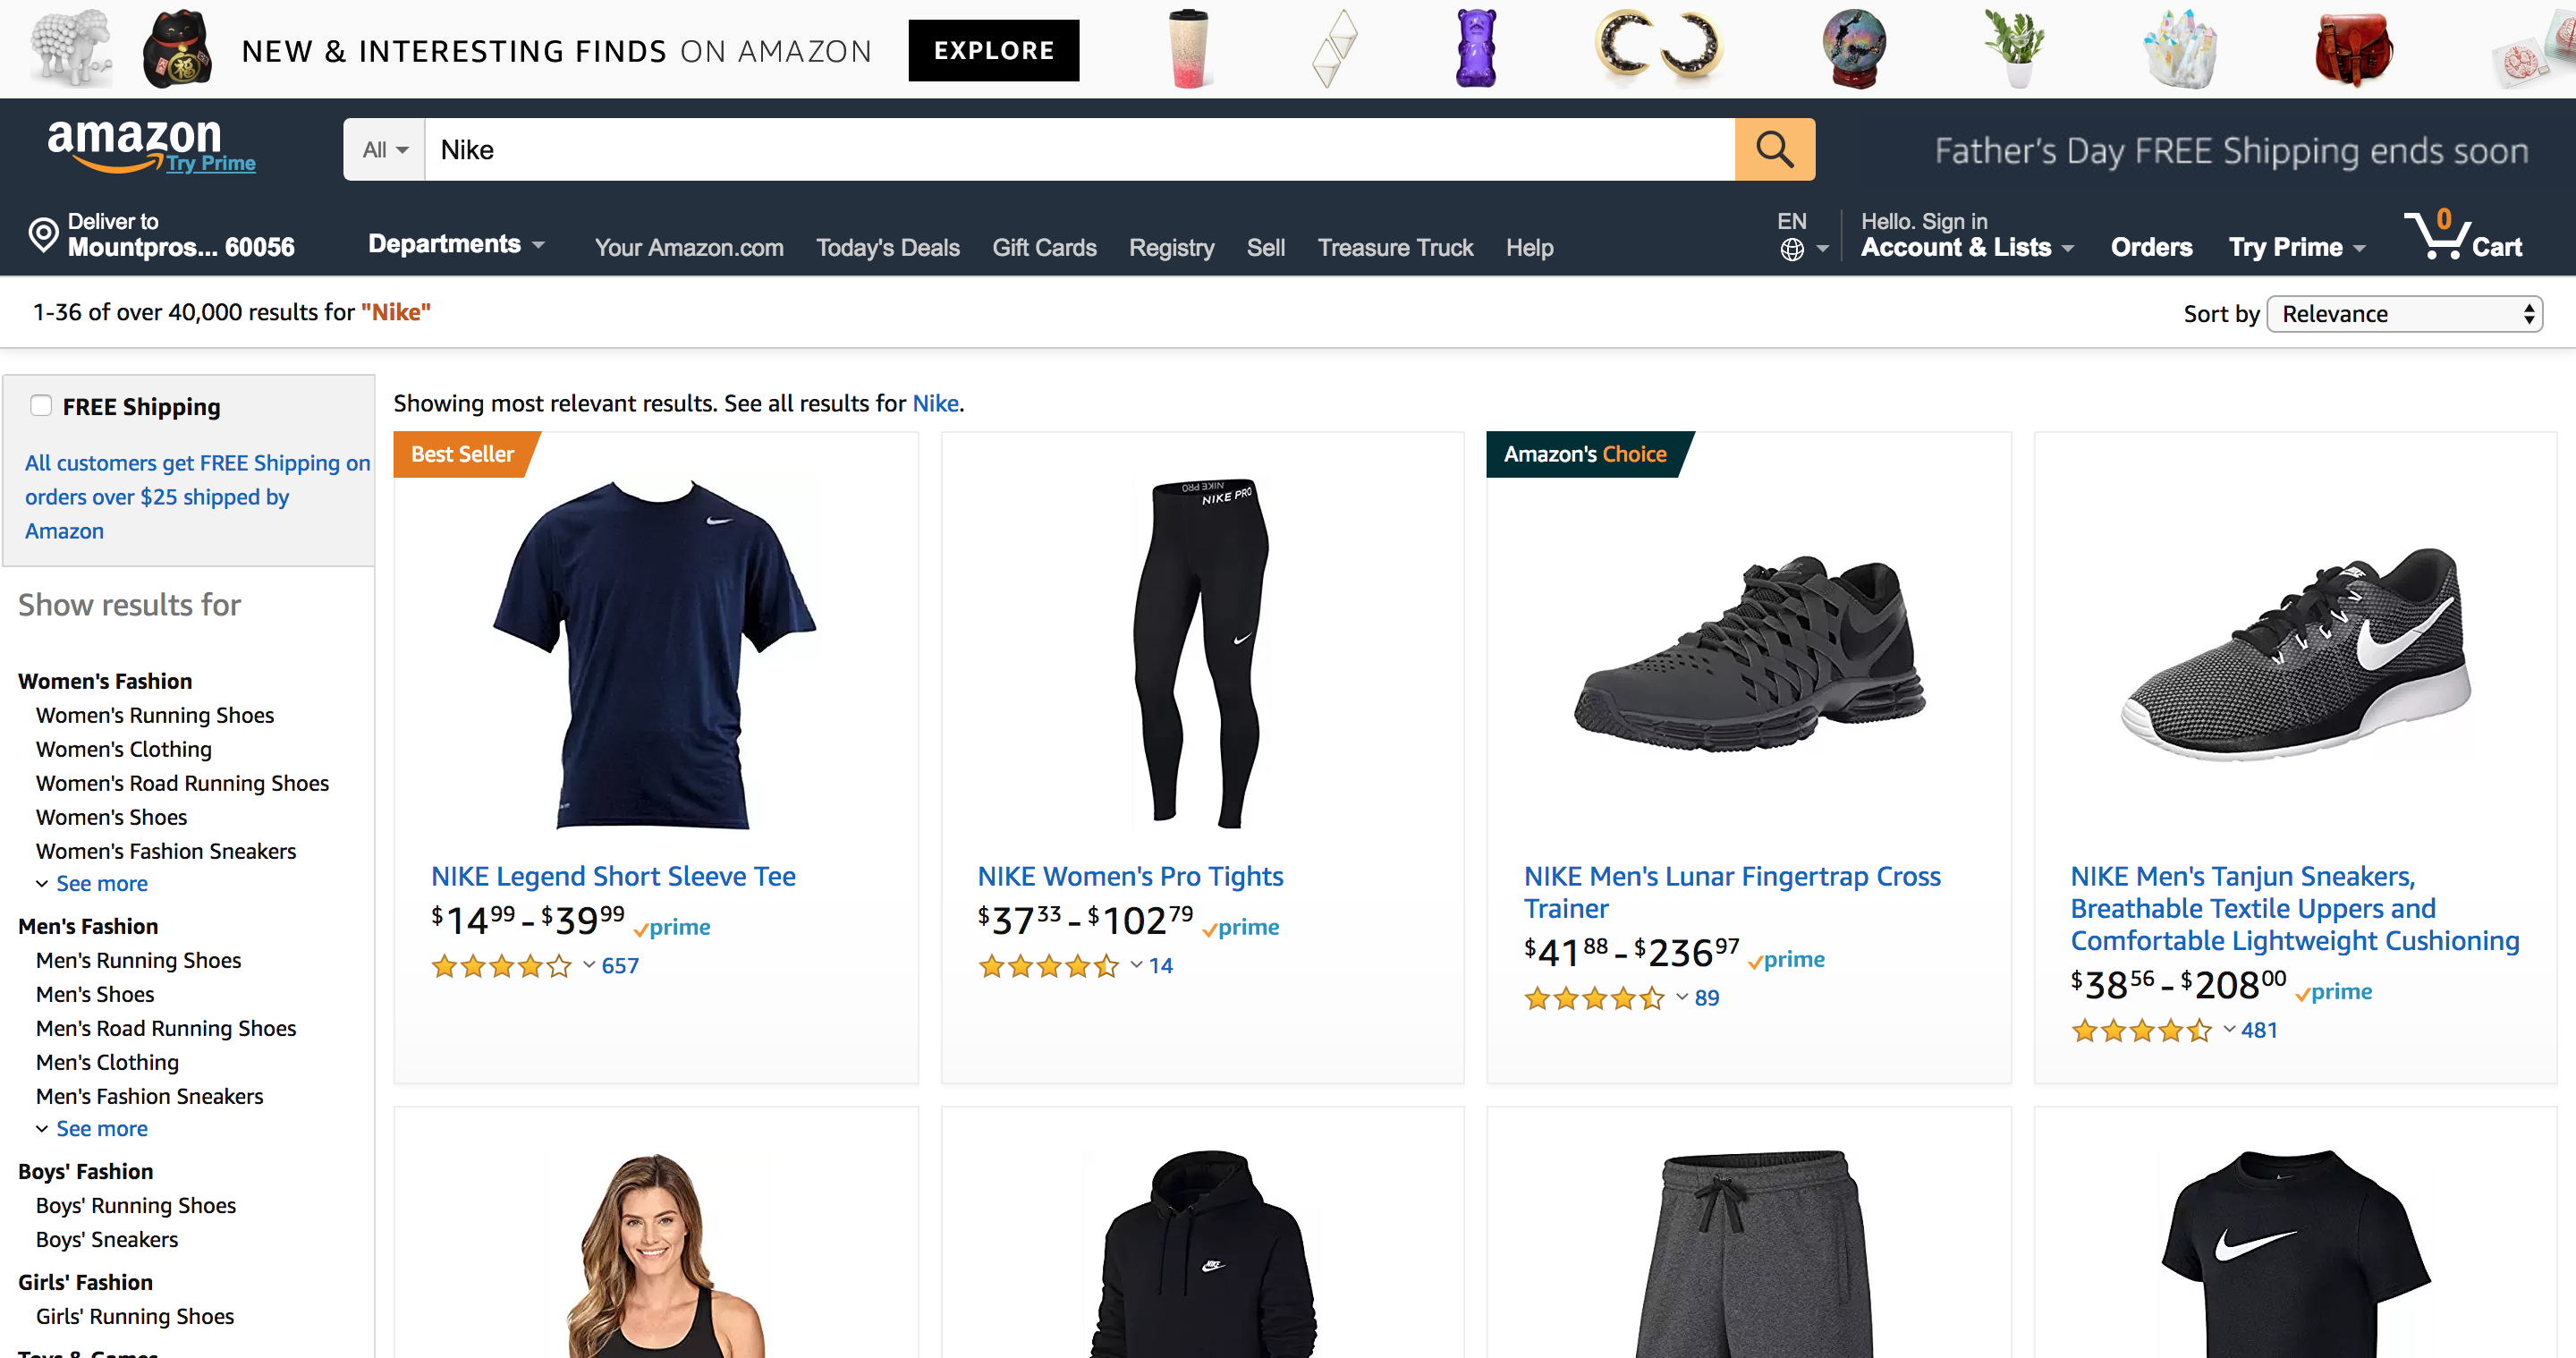 NEW & INTERESTING FINDS ON AMAZON
EXPLORE
amazon
Try Prime
All
Nike
Father's Day FREE Shipping ends soon
Deliver to
Mountpros... 60056
Departments
Your Amazon.com
Today's Deals
Gift Cards
Registry
Sell
Treasure Truck
Help
EN
Hello. Sign in
Account & Lists
Orders
Try Prime
0
Cart
1-36 of over 40,000 results for "Nike"
Sort by
Relevance
FREE Shipping
All customers get FREE Shipping on
orders over $25 shipped by
Amazon
Show results for
Women's Fashion
Women's Running Shoes
Women's Clothing
Women's Road Running Shoes
Women's Shoes
Women's Fashion Sneakers
See more
Men's Fashion
Men's Running Shoes
Men's Shoes
Men's Road Running Shoes
Men's Clothing
Men's Fashion Sneakers
See more
Boys' Fashion
Boys' Running Shoes
Boys' Sneakers
Girls' Fashion
Girls' Running Shoes
Toys & Games
Showing most relevant results. See all results for Nike.
Best Seller
NIKE Legend Short Sleeve Tee
$14.99 - $39.99 prime
657
NIKE PRO
NIKE PRO
NIKE Women's Pro Tights
$37.33 - $102.79 prime
14
Amazon's Choice
NIKE Men's Lunar Fingertrap Cross
Trainer
$41.88 - $236.97 prime
89
NIKE Men's Tanjun Sneakers,
Breathable Textile Uppers and
Comfortable Lightweight Cushioning
$38.56 - $208.00 prime
481
NIKE